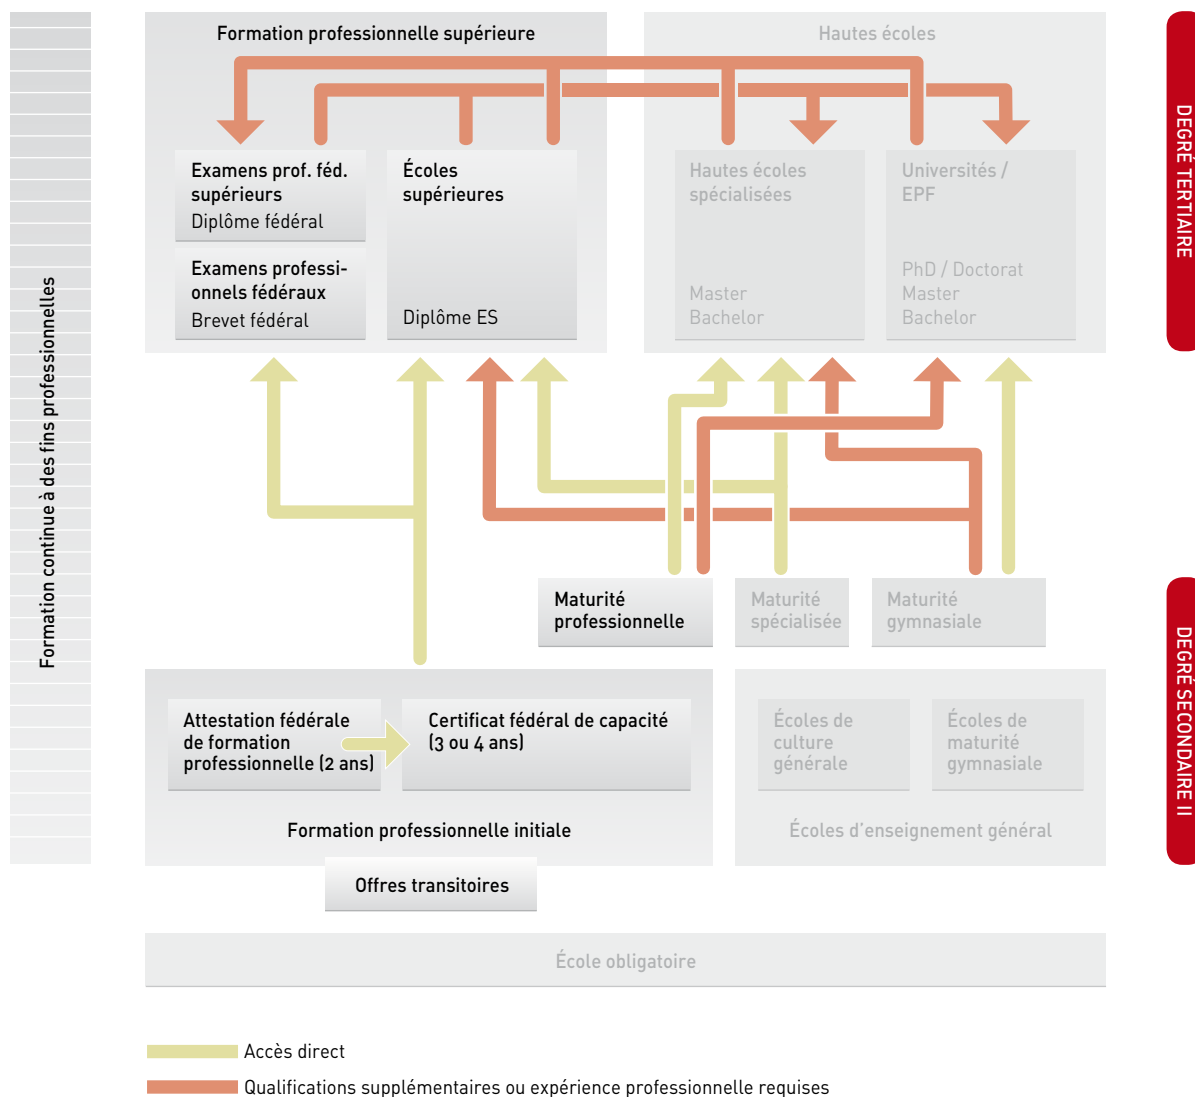 Formation professionnelle supérieure
Hautes écoles
Examens prof. féd.
supérieurs
Diplôme fédéral
Examens professi-
onnels fédéraux
Brevet fédéral
Écoles
supérieures
Diplôme ES
Hautes écoles
spécialisées
Master
Bachelor
Universités /
EPF
PhD / Doctorat
Master
Bachelor
DEGRÉ TERTIAIRE
Formation continue à des fins professionnelles
Maturité
professionnelle
Maturité
spécialisée
Maturité
gymnasiale
DEGRÉ SECONDAIRE II
Attestation fédérale
de formation
professionnelle (2 ans)
Certificat fédéral de capacité
(3 ou 4 ans)
Formation professionnelle initiale
Écoles de
culture
générale
Écoles de
maturité
gymnasiale
Écoles d'enseignement général
Offres transitoires
École obligatoire
Accès direct
Qualifications supplémentaires ou expérience professionnelle requises